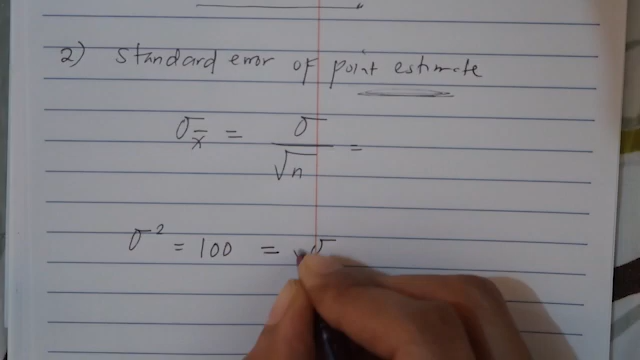 2) Standard error of point estimate
σx̄ = σ/√n =
σ² = 100 = σ